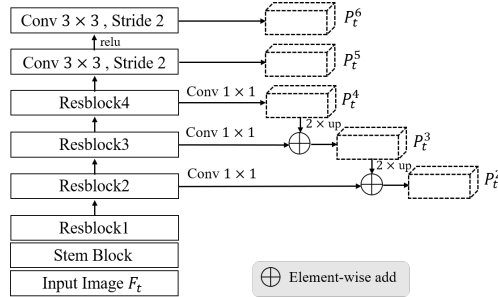 Conv 3 × 3 , Stride 2
P_t^6
relu
Conv 3 × 3 , Stride 2
P_t^5
Resblock4
Conv 1 × 1
P_t^4
2 × up
Resblock3
Conv 1 × 1
P_t^3
2 × up
Resblock2
Conv 1 × 1
P_t^2
Resblock1
Stem Block
Input Image F_t
Element-wise add